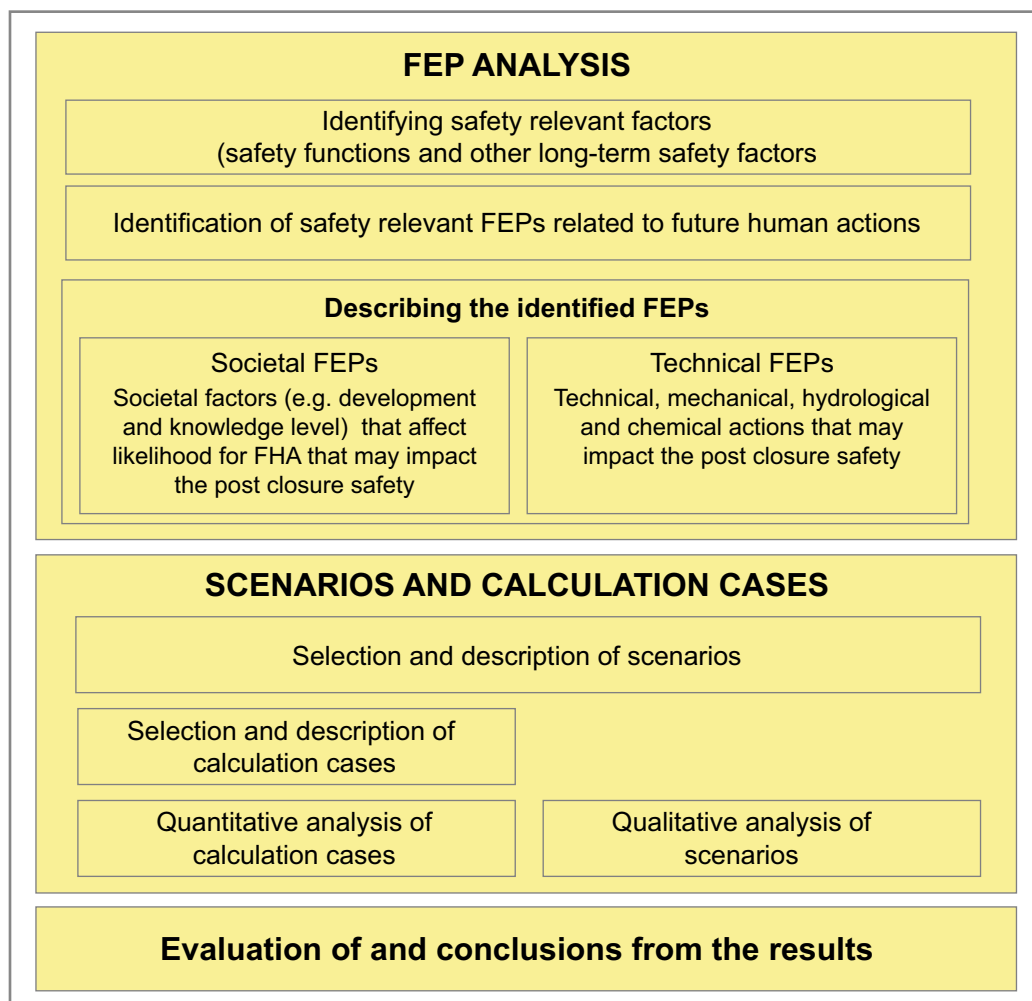 FEP ANALYSIS
Identifying safety relevant factors
(safety functions and other long-term safety factors
Identification of safety relevant FEPs related to future human actions
Describing the identified FEPs
Societal FEPs
Societal factors (e.g. development
and knowledge level)  that affect
likelihood for FHA that may impact
the post closure safety
Technical FEPs
Technical, mechanical, hydrological
and chemical actions that may
impact the post closure safety
SCENARIOS AND CALCULATION CASES
Selection and description of scenarios
Selection and description of
calculation cases
Quantitative analysis of
calculation cases
Qualitative analysis of
scenarios
Evaluation of and conclusions from the results